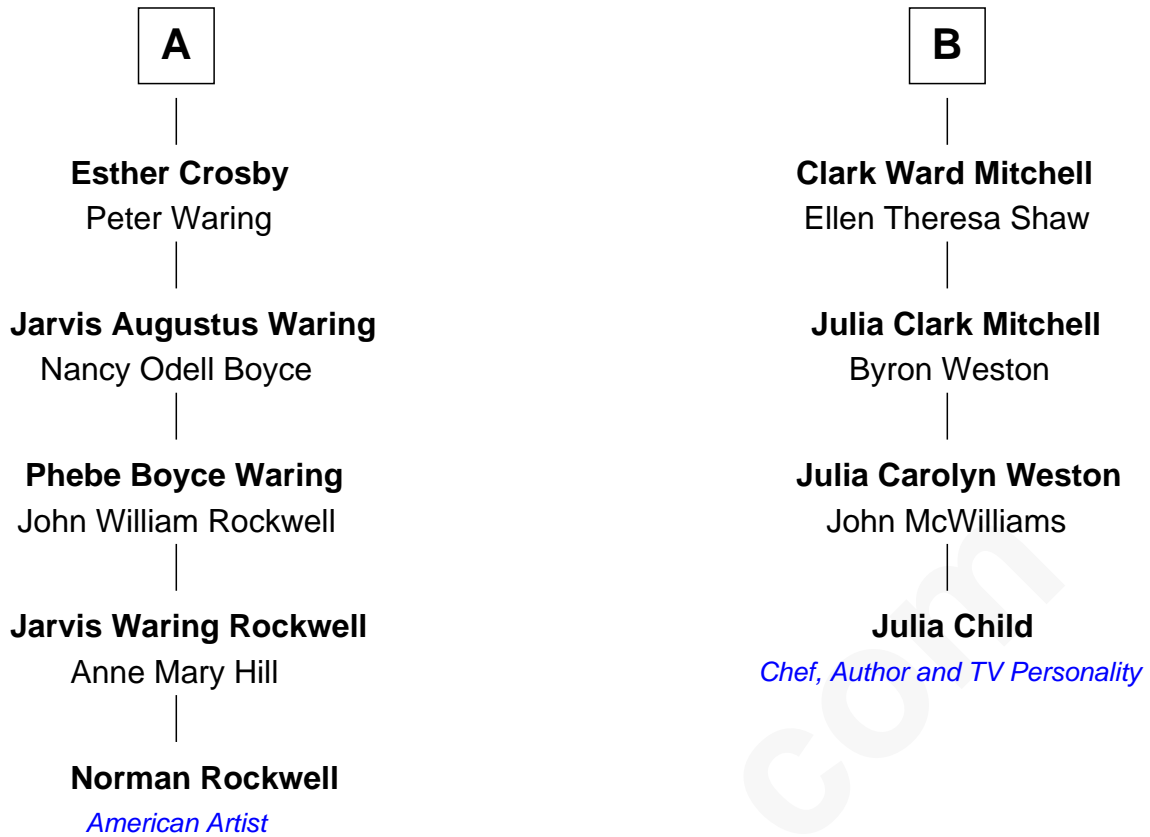 A
Esther Crosby
Peter Waring
Jarvis Augustus Waring
Nancy Odell Boyce
Phebe Boyce Waring
John William Rockwell
Jarvis Waring Rockwell
Anne Mary Hill
Norman Rockwell
American Artist
B
Clark Ward Mitchell
Ellen Theresa Shaw
Julia Clark Mitchell
Byron Weston
Julia Carolyn Weston
John McWilliams
Julia Child
Chef, Author and TV Personality
com